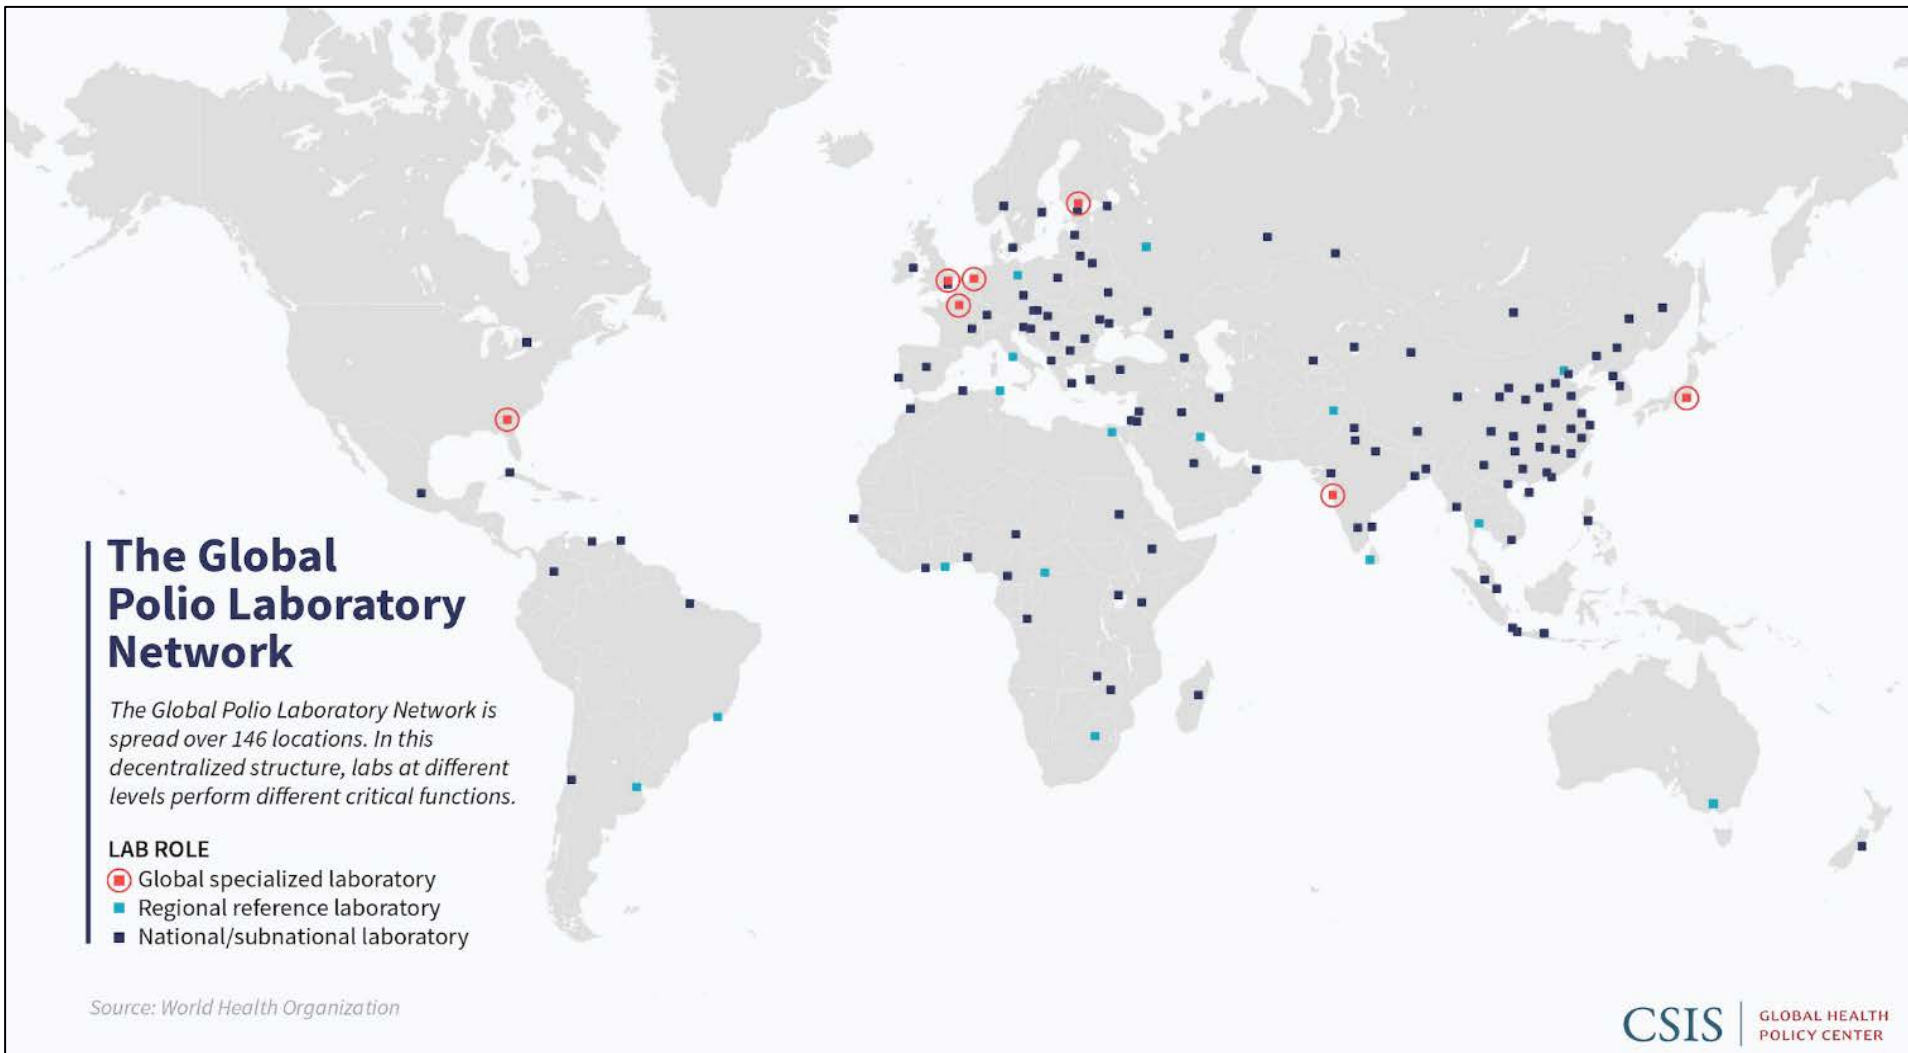 The Global
Polio Laboratory
Network
The Global Polio Laboratory Network is
spread over 146 locations. In this
decentralized structure, labs at different
levels perform different critical functions.
LAB ROLE
Global specialized laboratory
Regional reference laboratory
National/subnational laboratory
Source: World Health Organization
CSIS
GLOBAL HEALTH
POLICY CENTER